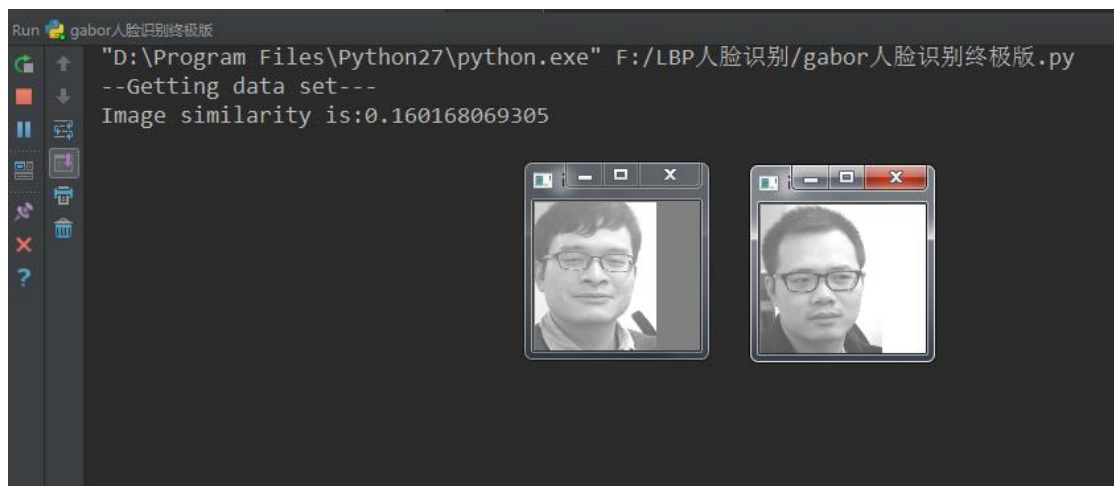 Run gabor人脸识别终极版
"D:\Program Files\Python27\python.exe" F:/LBP人脸识别/gabor人脸识别终极版.py
--Getting data set---
Image similarity is:0.160168069305